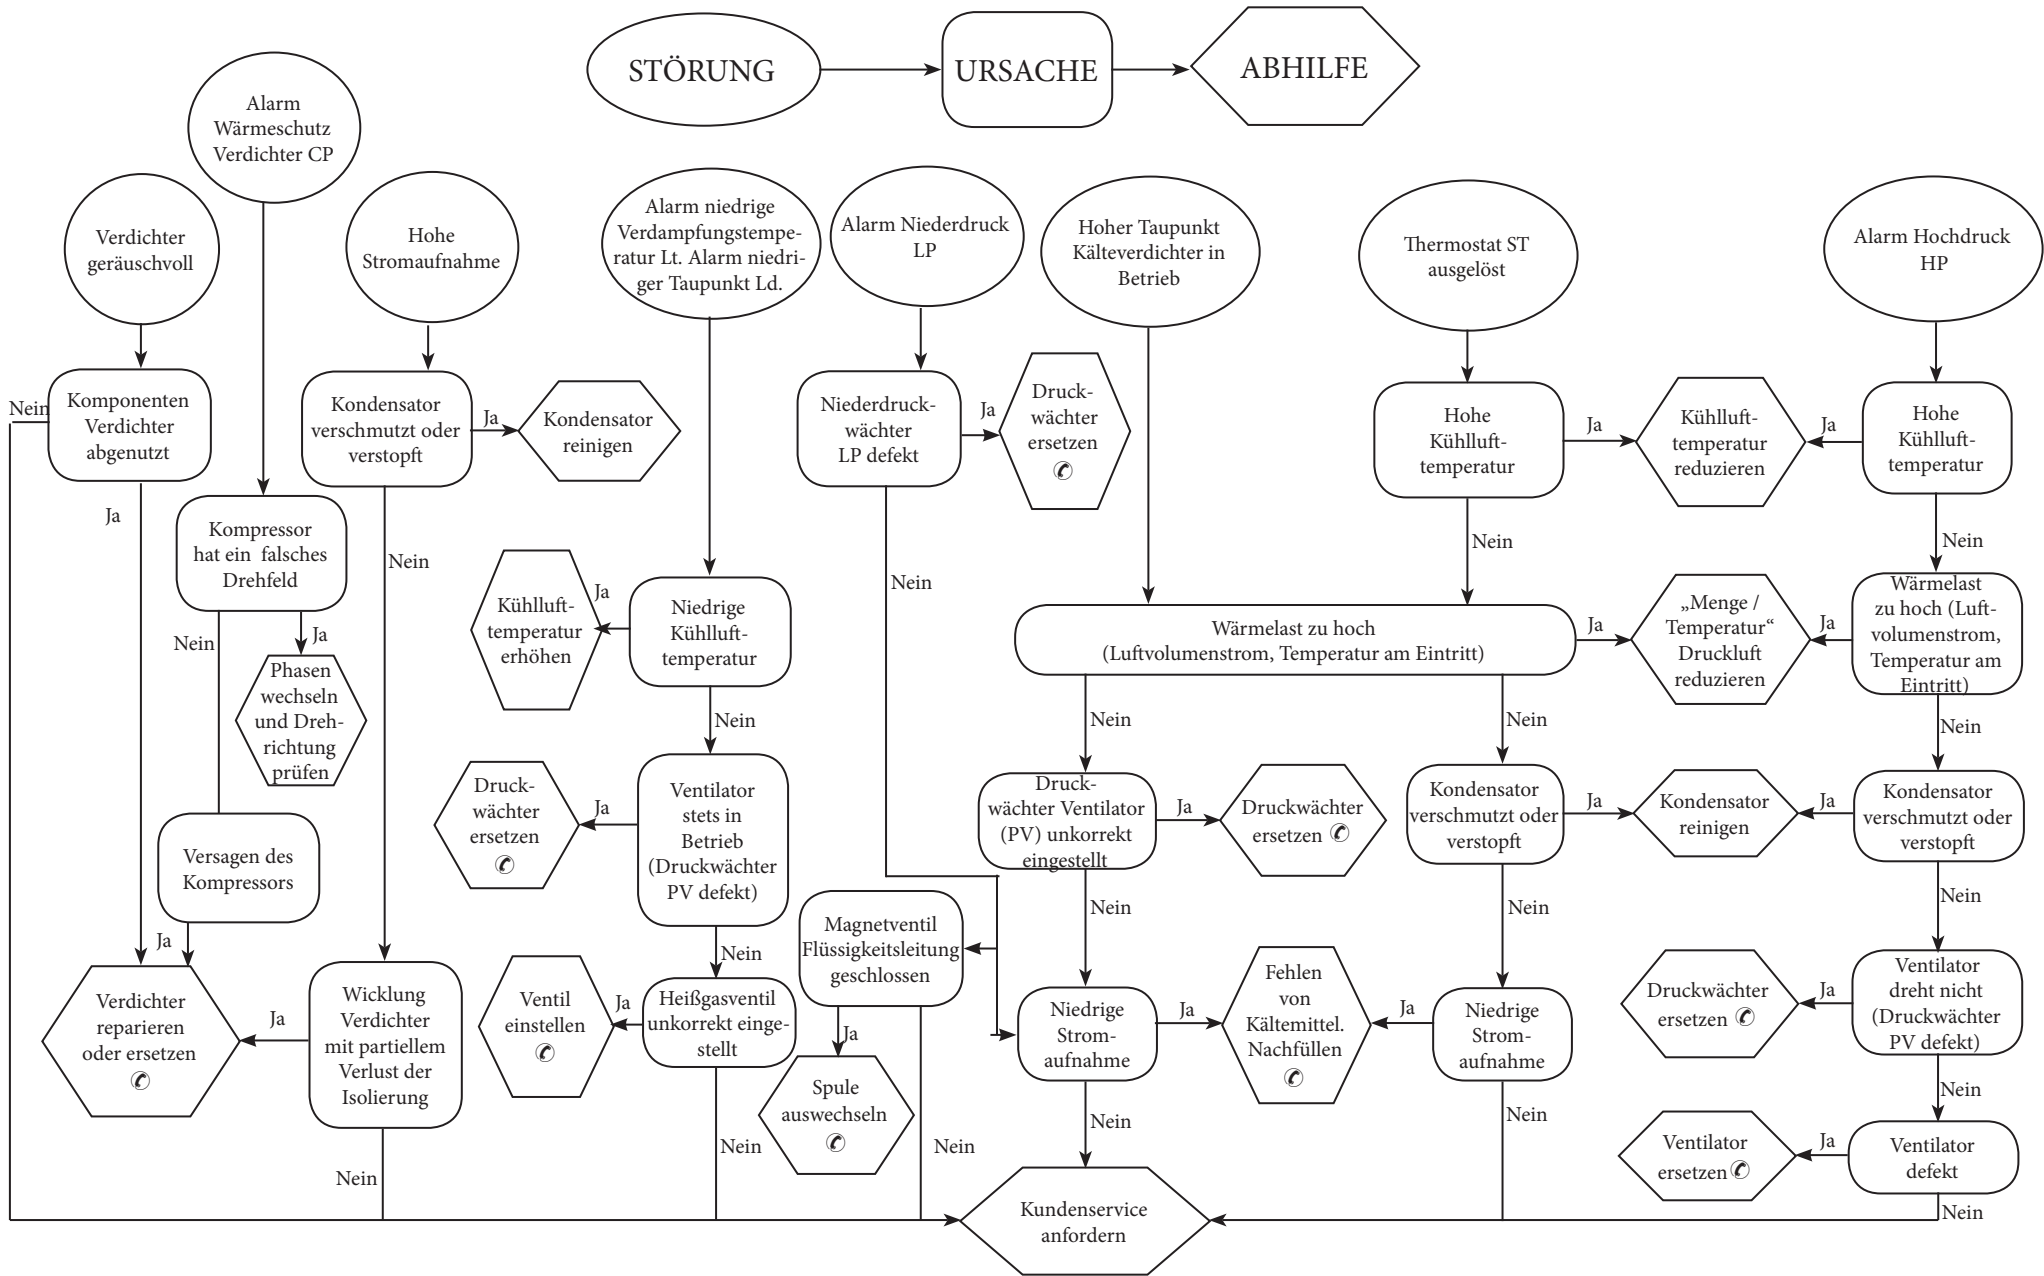 STÖRUNG
URSACHE
ABHILFE
Alarm
Wärmeschutz
Verdichter CP
Verdichter
geräuschvoll
Hohe
Stromaufnahme
Alarm niedrige
Verdampfungstempe-
ratur Lt. Alarm niedri-
ger Taupunkt Ld.
Alarm Niederdruck
LP
Hoher Taupunkt
Kälteverdichter in
Betrieb
Thermostat ST
ausgelöst
Alarm Hochdruck
HP
Nein
Komponenten
Verdichter
abgenutzt
Kondensator
verschmutzt oder
verstopft
Ja
Kondensator
reinigen
Niederdruck-
wächter
LP defekt
Ja
Druck-
wächter
ersetzen
✆
Hohe
Kühlluft-
temperatur
Ja
Kühlluft-
temperatur
reduzieren
Ja
Hohe
Kühlluft-
temperatur
Ja
Kompressor
hat ein falsches
Drehfeld
Nein
Nein
Nein
Nein
Kühlluft-
temperatur
erhöhen
Ja
Niedrige
Kühlluft-
temperatur
Nein
Ja
Phasen
wechseln
und Dreh-
richtung
prüfen
Wärmelast zu hoch
(Luftvolumenstrom, Temperatur am Eintritt)
Ja
„Menge /
Temperatur“
Druckluft
reduzieren
Ja
Wärmelast
zu hoch (Luft-
volumenstrom,
Temperatur am
Eintritt)
Nein
Nein
Nein
Nein
Druck-
wächter
ersetzen
✆
Ja
Ventilator
stets in
Betrieb
(Druckwächter
PV defekt)
Druck-
wächter Ventilator
(PV) unkorrekt
eingestellt
Ja
Druckwächter
ersetzen ✆
Kondensator
verschmutzt oder
verstopft
Ja
Kondensator
reinigen
Ja
Kondensator
verschmutzt oder
verstopft
Versagen des
Kompressors
Ja
Nein
Nein
Nein
Nein
Magnetventil
Flüssigkeitsleitung
geschlossen
Verdichter
reparieren
oder ersetzen
✆
Ja
Wicklung
Verdichter
mit partiellem
Verlust der
Isolierung
Ventil
einstellen
✆
Ja
Heißgasventil
unkorrekt einge-
stellt
Ja
Spule
auswechseln
✆
Niedrige
Strom-
aufnahme
Ja
Fehlen
von
Kältemittel.
Nachfüllen
✆
Ja
Niedrige
Strom-
aufnahme
Druckwächter
ersetzen ✆
Ja
Ventilator
dreht nicht
(Druckwächter
PV defekt)
Nein
Nein
Nein
Nein
Nein
Nein
Ventilator
ersetzen ✆
Ja
Ventilator
defekt
Kundenservice
anfordern
Nein